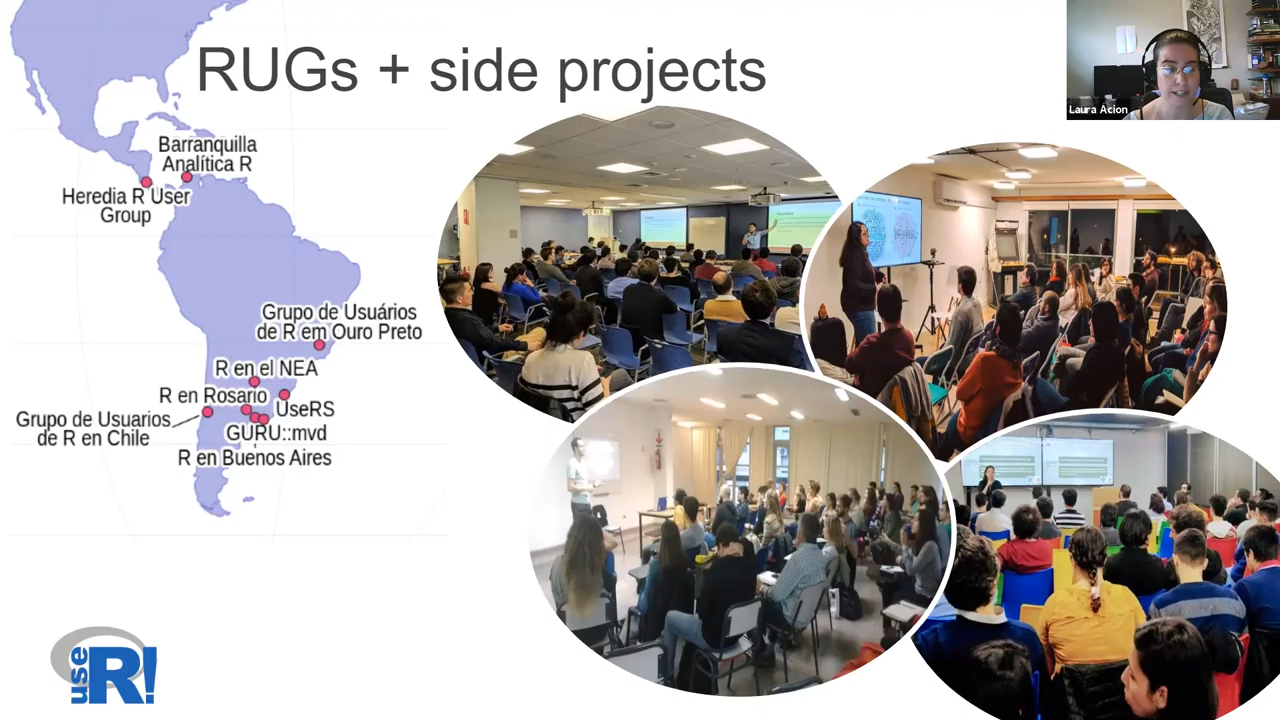 RUGs + side projects
Laura Acion
Barranquilla
Analítica R
Heredia R User
Group
Grupo de Usuários
de R em Ouro Preto
R en el NEA
R en Rosario
UseRS
Grupo de Usuarios
de R en Chile
GURU::mvd
R en Buenos Aires
use
R!